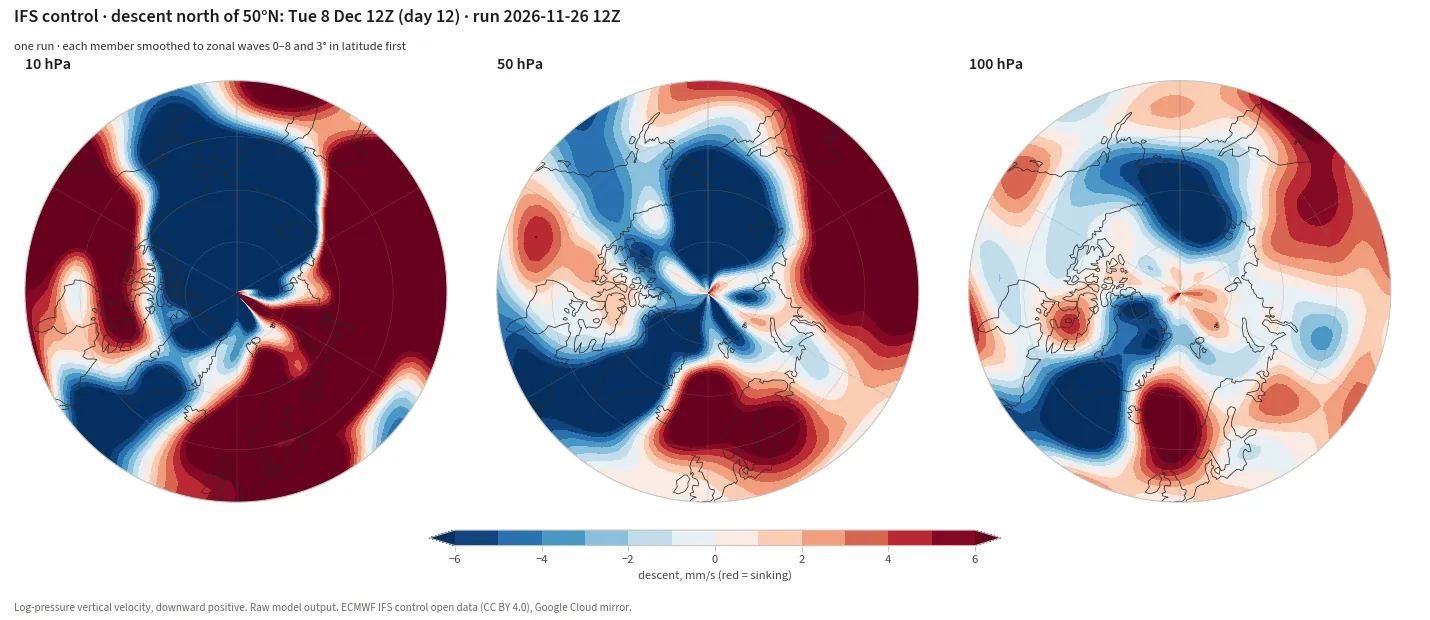 IFS control · descent north of 50°N: Tue 8 Dec 12Z (day 12) · run 2026-11-26 12Z
one run · each member smoothed to zonal waves 0–8 and 3° in latitude first
10 hPa
50 hPa
100 hPa
−6
−4
−2
0
2
4
6
descent, mm/s (red = sinking)
Log-pressure vertical velocity, downward positive. Raw model output. ECMWF IFS control open data (CC BY 4.0), Google Cloud mirror.